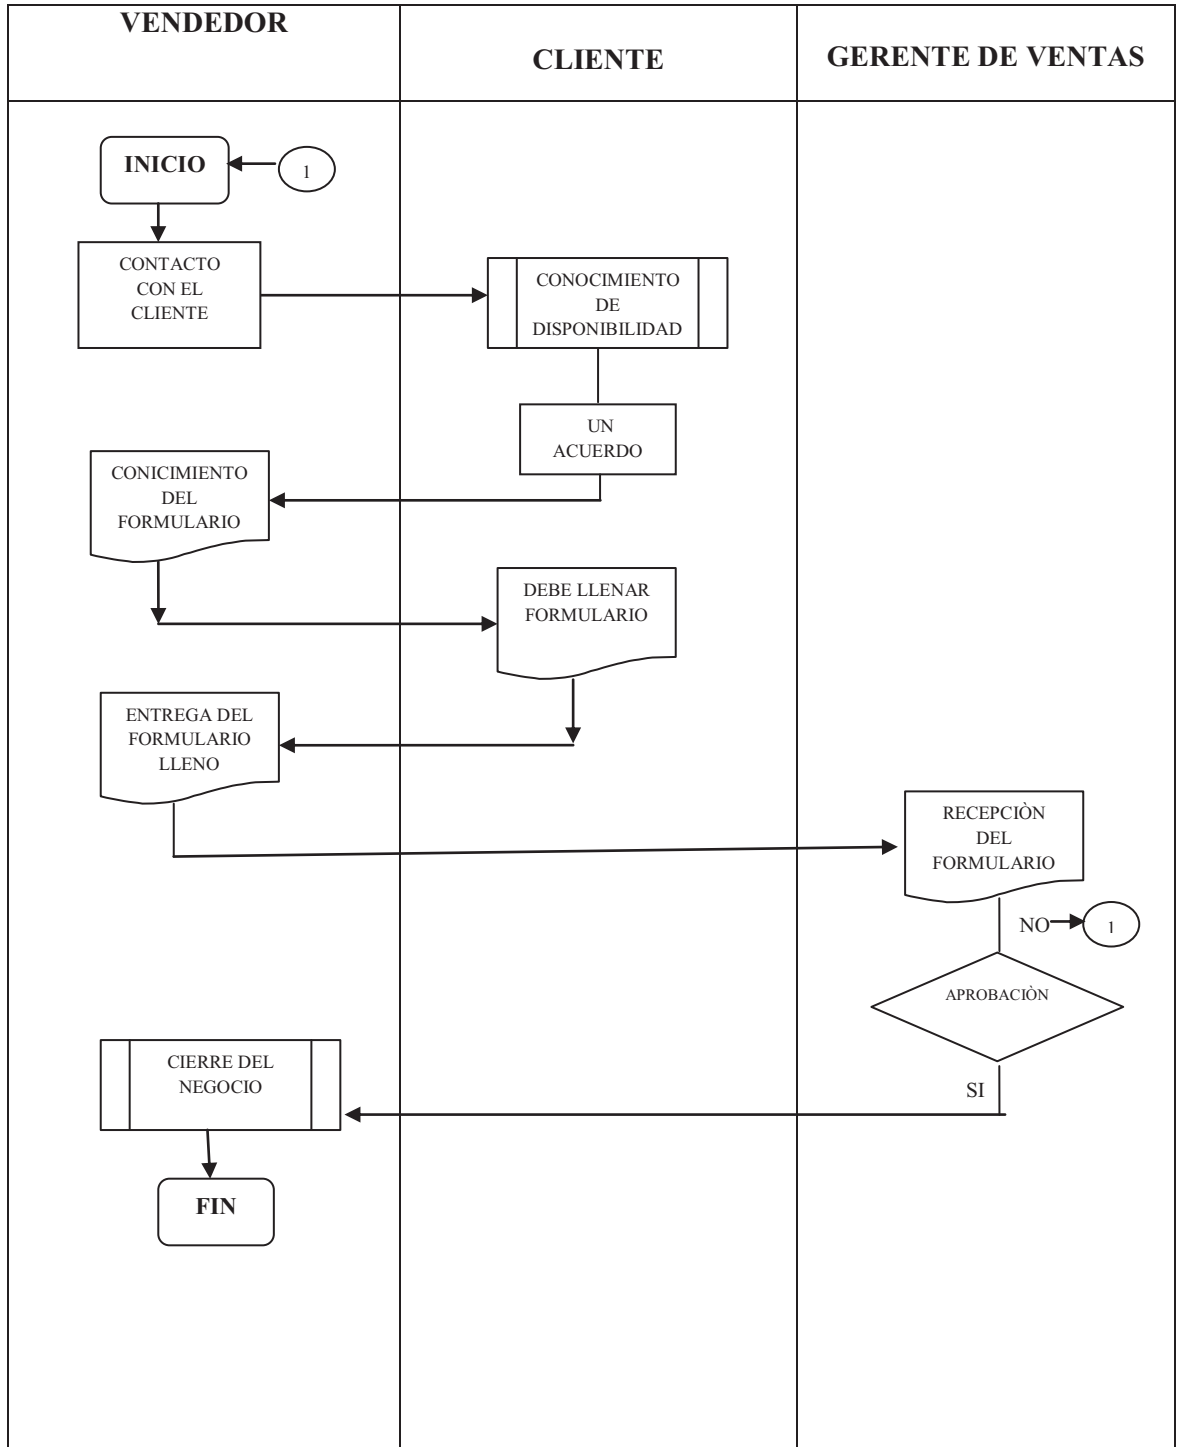 VENDEDOR
CLIENTE
GERENTE DE VENTAS
INICIO
1
CONTACTO
CON EL
CLIENTE
CONOCIMIENTO
DE
DISPONIBILIDAD
UN
ACUERDO
CONICIMIENTO
DEL
FORMULARIO
DEBE LLENAR
FORMULARIO
ENTREGA DEL
FORMULARIO
LLENO
RECEPCIÒN
DEL
FORMULARIO
NO
1
APROBACIÒN
SI
CIERRE DEL
NEGOCIO
FIN